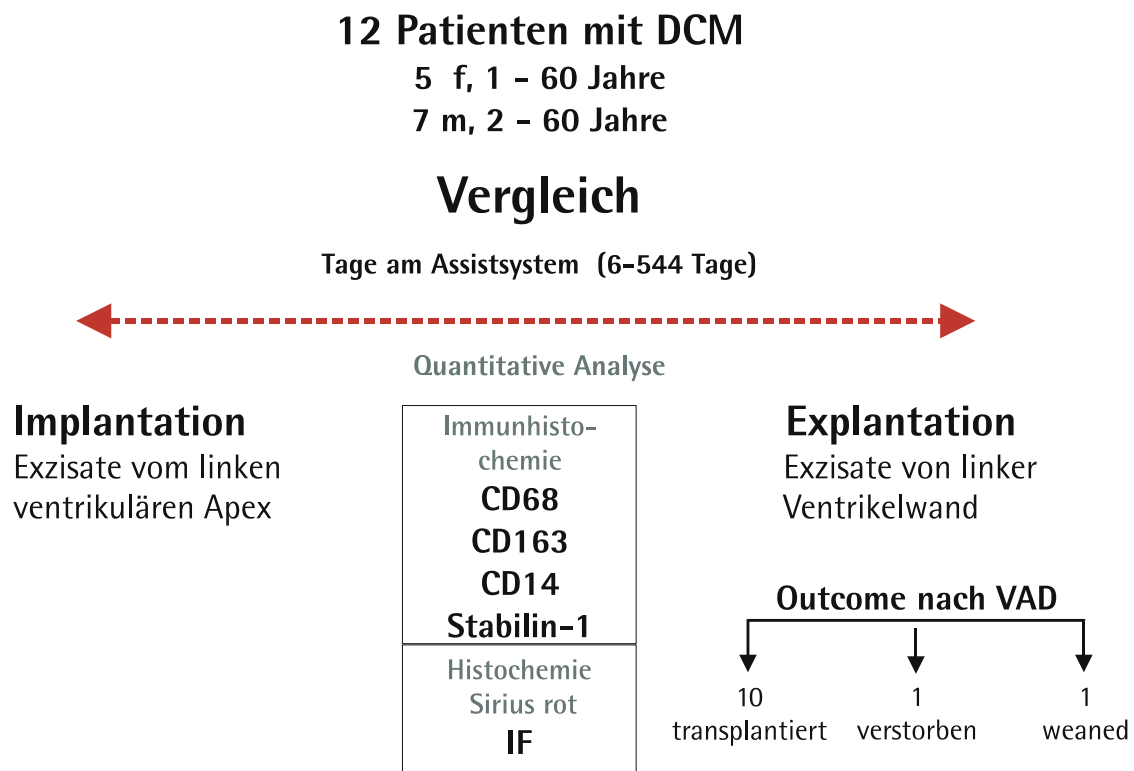 12 Patienten mit DCM
5 f, 1 - 60 Jahre
7 m, 2 - 60 Jahre
Vergleich
Tage am Assistsystem (6-544 Tage)
Quantitative Analyse
Implantation
Exzisate vom linken
ventrikulären Apex
Immunhisto-
chemie
CD68
CD163
CD14
Stabilin-1
Histochemie
Sirius rot
IF
Explantation
Exzisate von linker
Ventrikelwand
Outcome nach VAD
10
transplantiert
1
verstorben
1
weaned